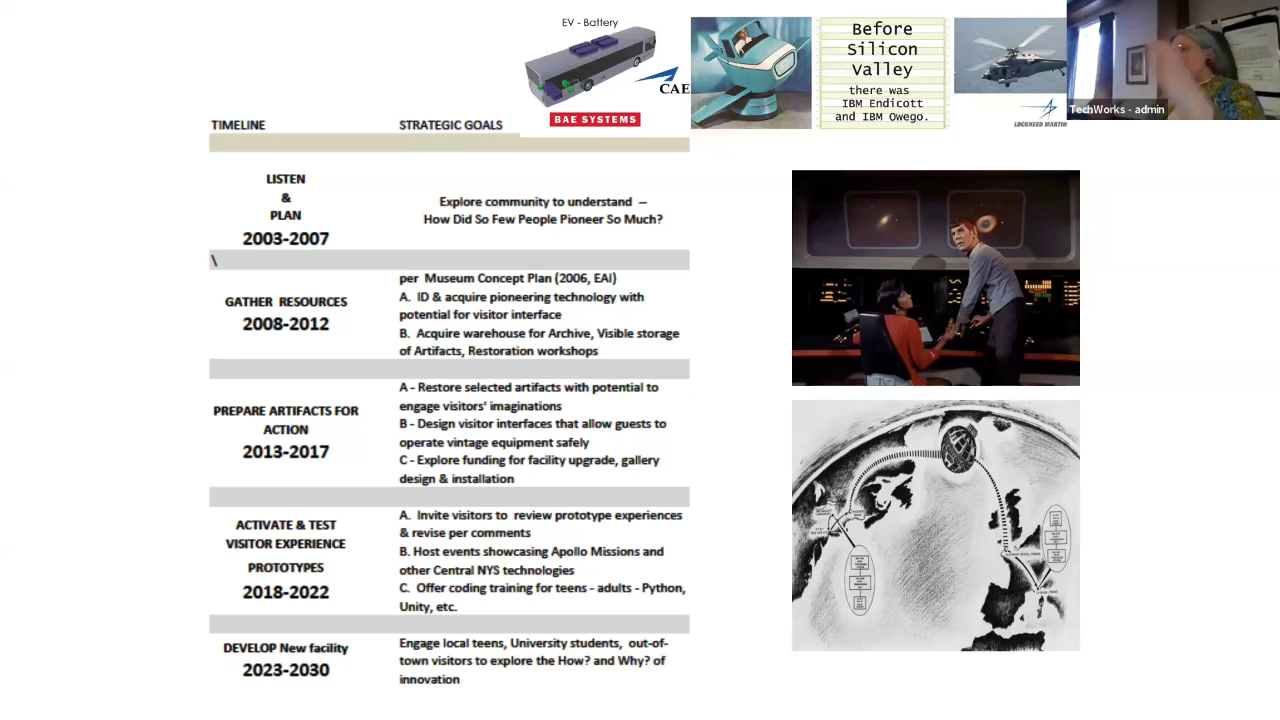 EV - Battery
CAE
BAE SYSTEMS
Before
Silicon
Valley
there was
IBM Endicott
and IBM Owego.
LOCKHEED MARTIN
TechWorks - admin
TIMELINE
STRATEGIC GOALS
LISTEN
&
PLAN
2003-2007
Explore community to understand –
How Did So Few People Pioneer So Much?
\
GATHER RESOURCES
2008-2012
per Museum Concept Plan (2006, EAI)
A. ID & acquire pioneering technology with
potential for visitor interface
B. Acquire warehouse for Archive, Visible storage
of Artifacts, Restoration workshops
PREPARE ARTIFACTS FOR
ACTION
2013-2017
A - Restore selected artifacts with potential to
engage visitors' imaginations
B - Design visitor interfaces that allow guests to
operate vintage equipment safely
C - Explore funding for facility upgrade, gallery
design & installation
ACTIVATE & TEST
VISITOR EXPERIENCE
PROTOTYPES
2018-2022
A. Invite visitors to review prototype experiences
& revise per comments
B. Host events showcasing Apollo Missions and
other Central NYS technologies
C. Offer coding training for teens - adults - Python,
Unity, etc.
DEVELOP New facility
2023-2030
Engage local teens, University students, out-of-
town visitors to explore the How? and Why? of
innovation